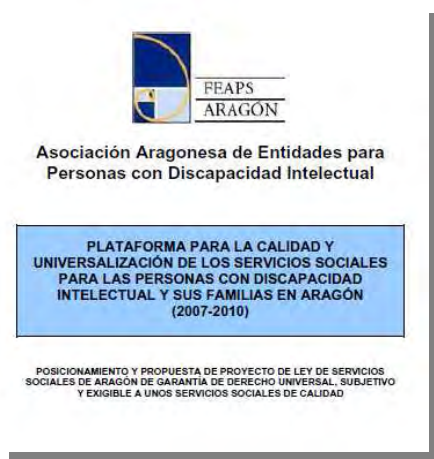 FEAPS
ARAGÓN
Asociación Aragonesa de Entidades para
Personas con Discapacidad Intelectual
PLATAFORMA PARA LA CALIDAD Y
UNIVERSALIZACIÓN DE LOS SERVICIOS SOCIALES
PARA LAS PERSONAS CON DISCAPACIDAD
INTELECTUAL Y SUS FAMILIAS EN ARAGÓN
(2007-2010)
POSICIONAMIENTO Y PROPUESTA DE PROYECTO DE LEY DE SERVICIOS
SOCIALES DE ARAGÓN DE GARANTÍA DE DERECHO UNIVERSAL, SUBJETIVO
Y EXIGIBLE A UNOS SERVICIOS SOCIALES DE CALIDAD